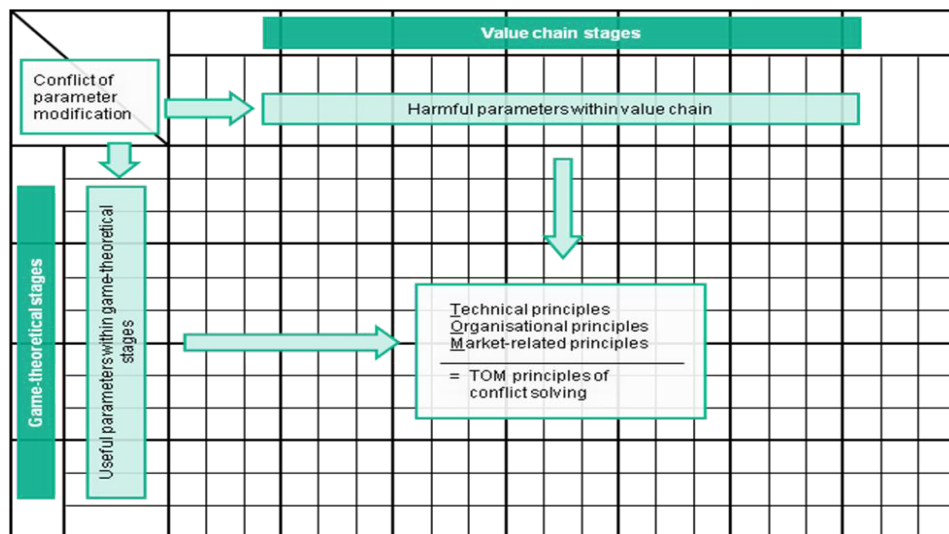 Value chain stages
Conflict of
parameter
modification
Harmful parameters within value chain
Game-theoretical stages
Useful parameters within game-theoretical
stages
Technical principles
Organisational principles
Market-related principles
= TOM principles of
conflict solving